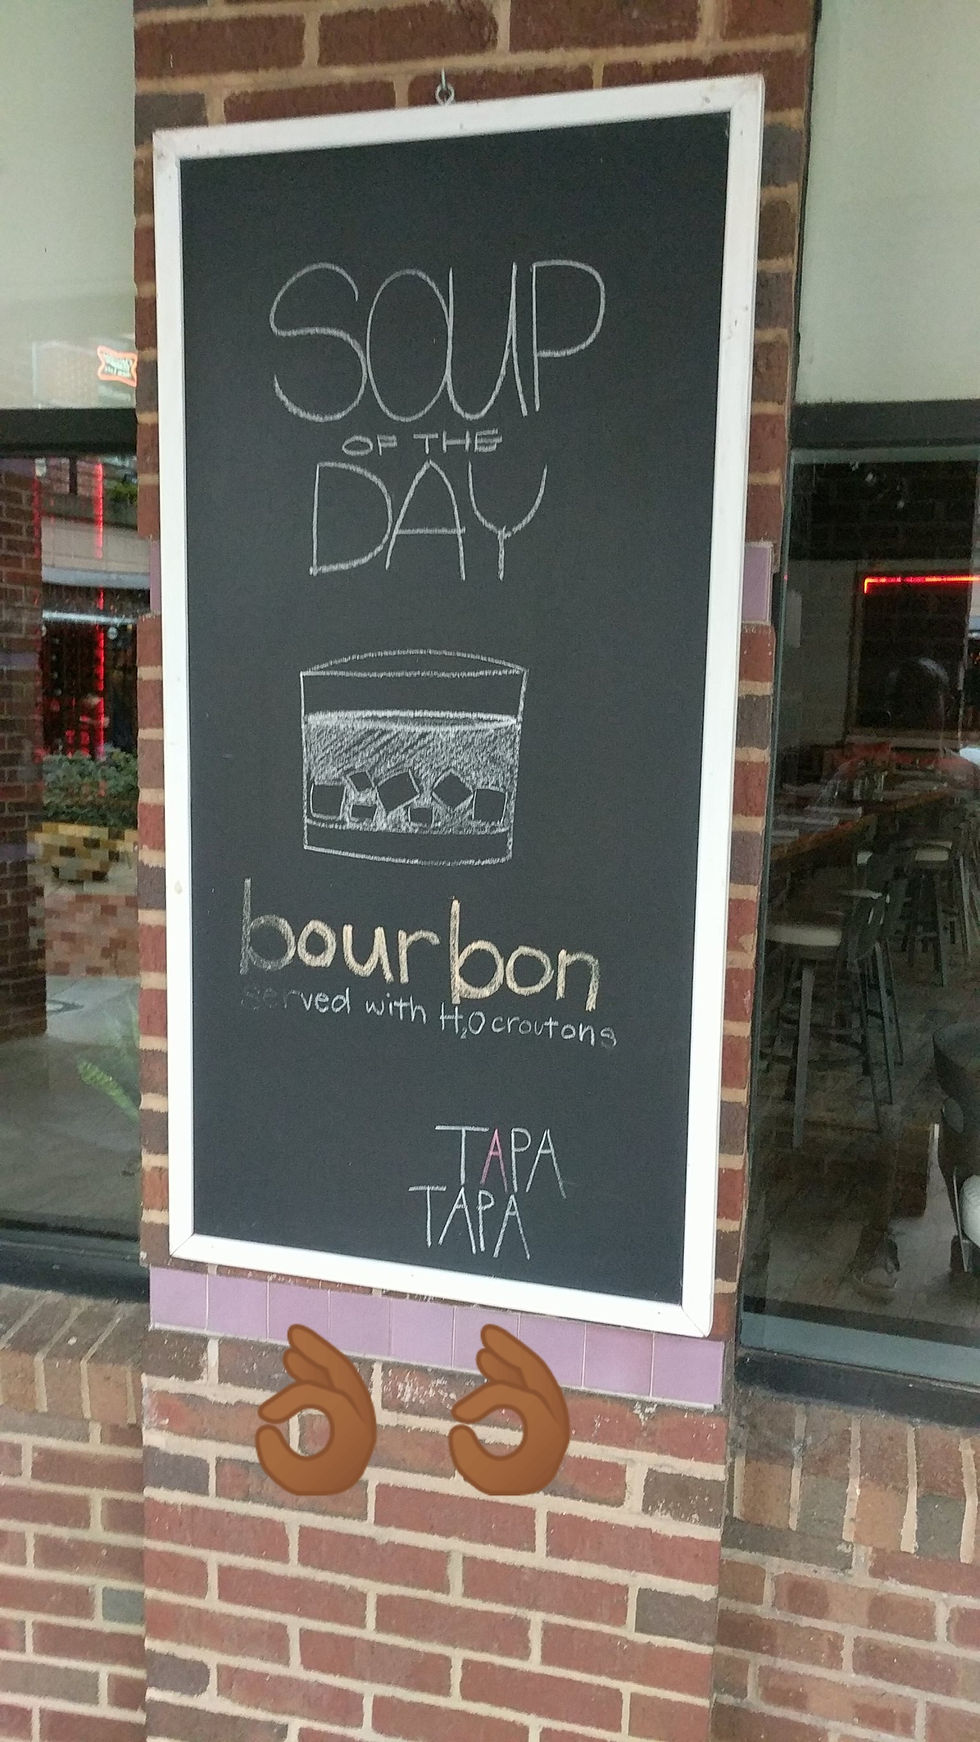 SOUP
OF THE
DAY
bourbon
served with H₂O croutons
TAPA
TAPA